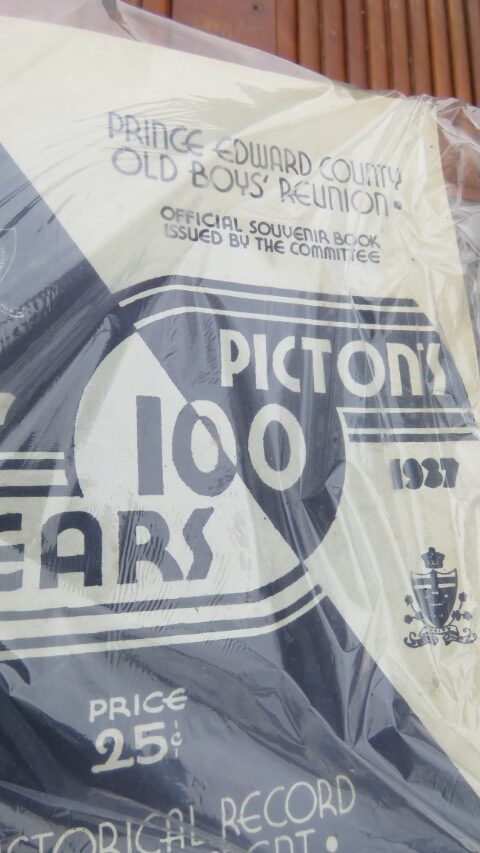 PRINCE EDWARD COUNTY
OLD BOYS' REUNION•
OFFICIAL SOUVENIR BOOK
ISSUED BY THE COMMITTEE
PICTON'S
100
EARS
1937
PRICE
25¢
STORICAL RECORD